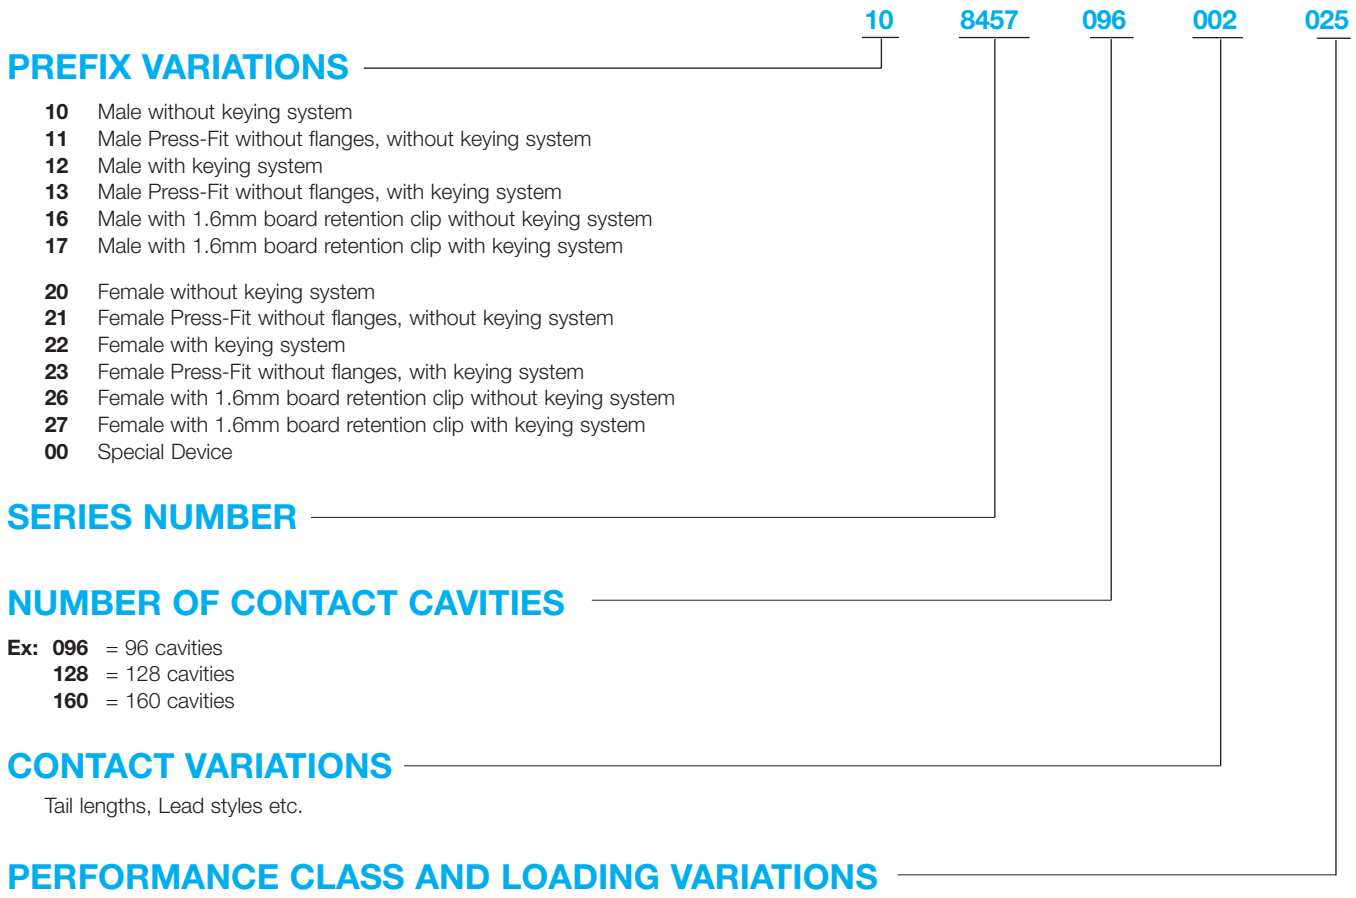 10 8457 096 002 025
PREFIX VARIATIONS
10 Male without keying system
11 Male Press-Fit without flanges, without keying system
12 Male with keying system
13 Male Press-Fit without flanges, with keying system
16 Male with 1.6mm board retention clip without keying system
17 Male with 1.6mm board retention clip with keying system
20 Female without keying system
21 Female Press-Fit without flanges, without keying system
22 Female with keying system
23 Female Press-Fit without flanges, with keying system
26 Female with 1.6mm board retention clip without keying system
27 Female with 1.6mm board retention clip with keying system
00 Special Device
SERIES NUMBER
NUMBER OF CONTACT CAVITIES
Ex: 096 = 96 cavities
128 = 128 cavities
160 = 160 cavities
CONTACT VARIATIONS
Tail lengths, Lead styles etc.
PERFORMANCE CLASS AND LOADING VARIATIONS